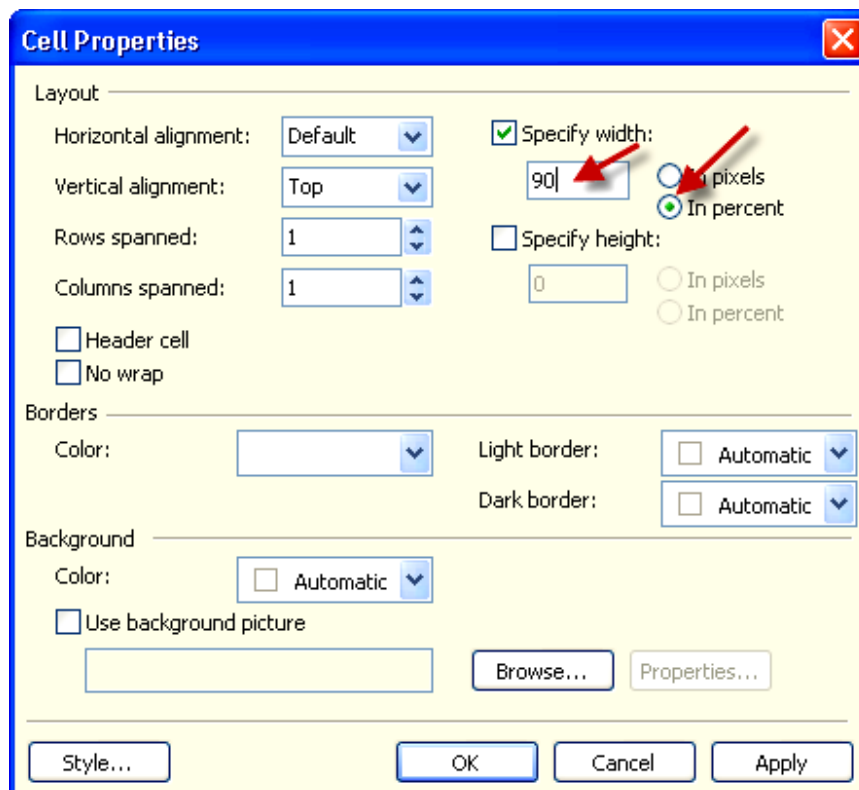 Cell Properties
Layout
Horizontal alignment: Default
Specify width:
Vertical alignment: Top
90
In pixels
In percent
Rows spanned: 1
Specify height:
Columns spanned: 1
0
In pixels
In percent
Header cell
No wrap
Borders
Color:
Light border: Automatic
Dark border: Automatic
Background
Color: Automatic
Use background picture
Browse... Properties...
Style... OK Cancel Apply